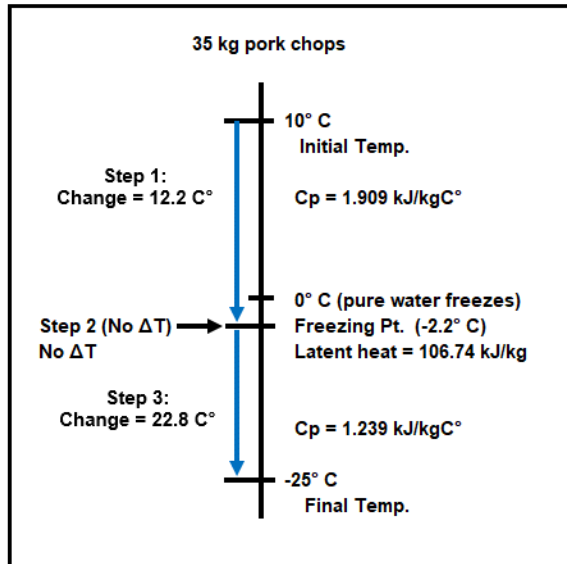 35 kg pork chops
10° C
Initial Temp.
Step 1:
Change = 12.2 C°
Cp = 1.909 kJ/kgC°
0° C (pure water freezes)
Step 2 (No ΔT)
No ΔT
Freezing Pt.  (-2.2° C)
Latent heat = 106.74 kJ/kg
Step 3:
Change = 22.8 C°
Cp = 1.239 kJ/kgC°
-25° C
Final Temp.